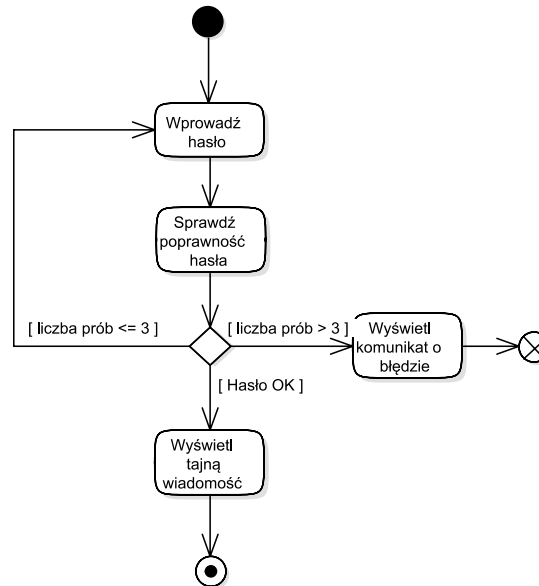 Wprowadź
hasło
Sprawdź
poprawność
hasła
[ liczba prób <= 3 ]
[ liczba prób > 3 ]
Wyświetl
komunikat o
błędzie
[ Hasło OK ]
Wyświetl
tajną
wiadomość